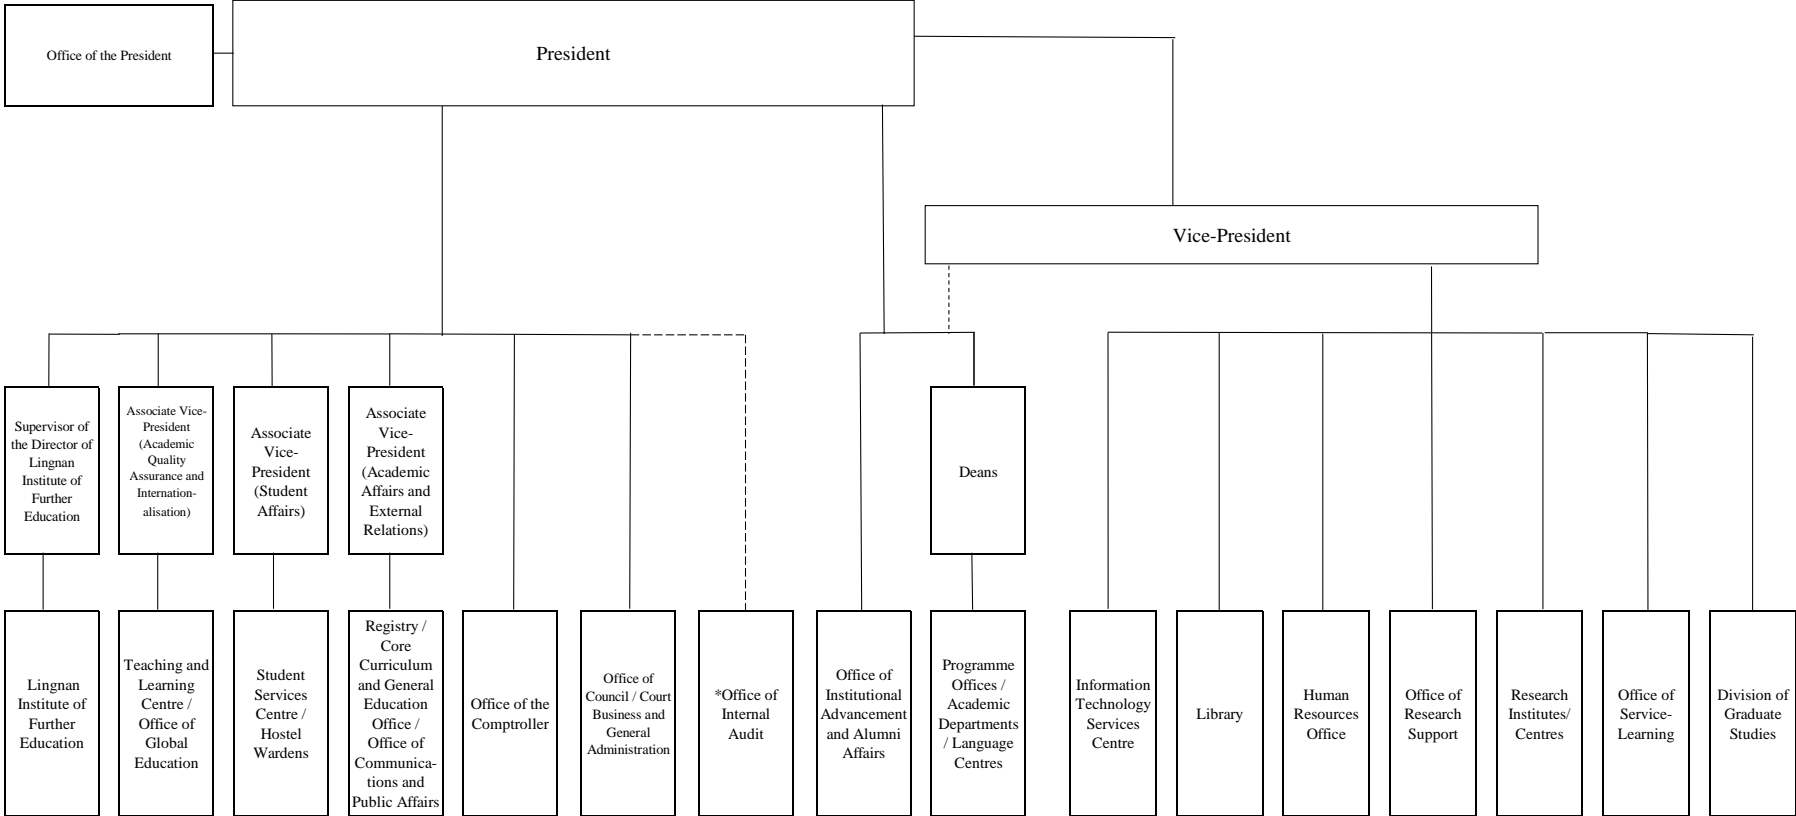 Office of the President
President
Vice-President
Supervisor of
the Director of
Lingnan
Institute of
Further
Education
Associate Vice-
President
(Academic
Quality
Assurance and
Internation-
alisation)
Associate
Vice-
President
(Student
Affairs)
Associate
Vice-
President
(Academic
Affairs and
External
Relations)
Deans
Lingnan
Institute of
Further
Education
Teaching and
Learning
Centre /
Office of
Global
Education
Student
Services
Centre /
Hostel
Wardens
Registry /
Core
Curriculum
and General
Education
Office /
Office of
Communica-
tions and
Public Affairs
Office of the
Comptroller
Office of
Council / Court
Business and
General
Administration
*Office of
Internal
Audit
Office of
Institutional
Advancement
and Alumni
Affairs
Programme
Offices /
Academic
Departments
/ Language
Centres
Information
Technology
Services
Centre
Library
Human
Resources
Office
Office of
Research
Support
Research
Institutes/
Centres
Office of
Service-
Learning
Division of
Graduate
Studies